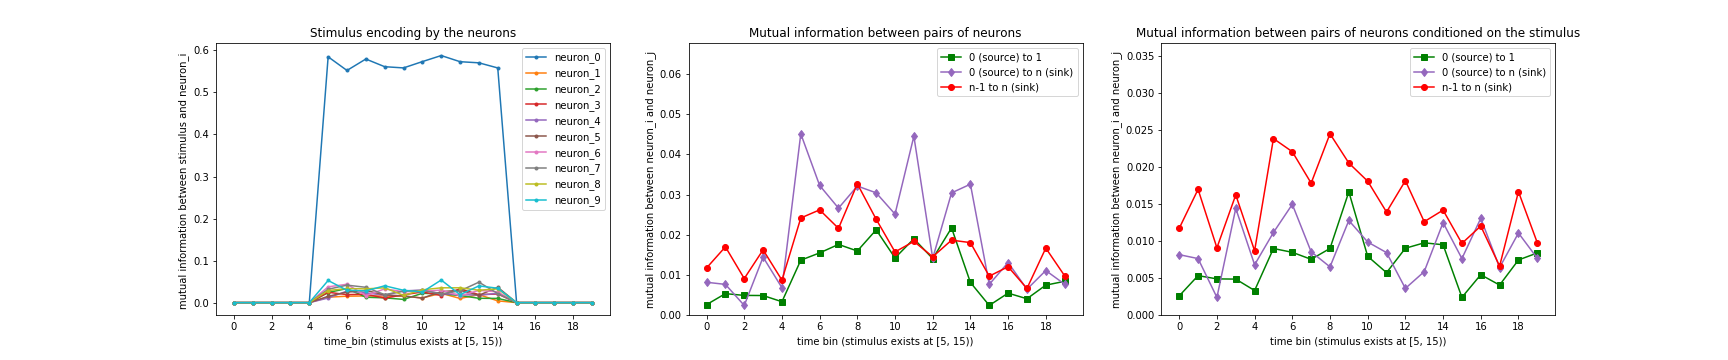 Stimulus encoding by the neurons
mutual information between stimulus and neuron_i
0.6
0.5
0.4
0.3
0.2
0.1
0.0
0 2 4 6 8 10 12 14 16 18
time_bin (stimulus exists at [5, 15))
neuron_0
neuron_1
neuron_2
neuron_3
neuron_4
neuron_5
neuron_6
neuron_7
neuron_8
neuron_9
Mutual information between pairs of neurons
mutual information between neuron_i and neuron_j
0.06
0.05
0.04
0.03
0.02
0.01
0.00
0 2 4 6 8 10 12 14 16 18
time bin (stimulus exists at [5, 15))
0 (source) to 1
0 (source) to n (sink)
n-1 to n (sink)
Mutual information between pairs of neurons conditioned on the stimulus
mutual information between neuron_i and neuron_j
0.035
0.030
0.025
0.020
0.015
0.010
0.005
0.000
0 2 4 6 8 10 12 14 16 18
time bin (stimulus exists at [5, 15))
0 (source) to 1
0 (source) to n (sink)
n-1 to n (sink)